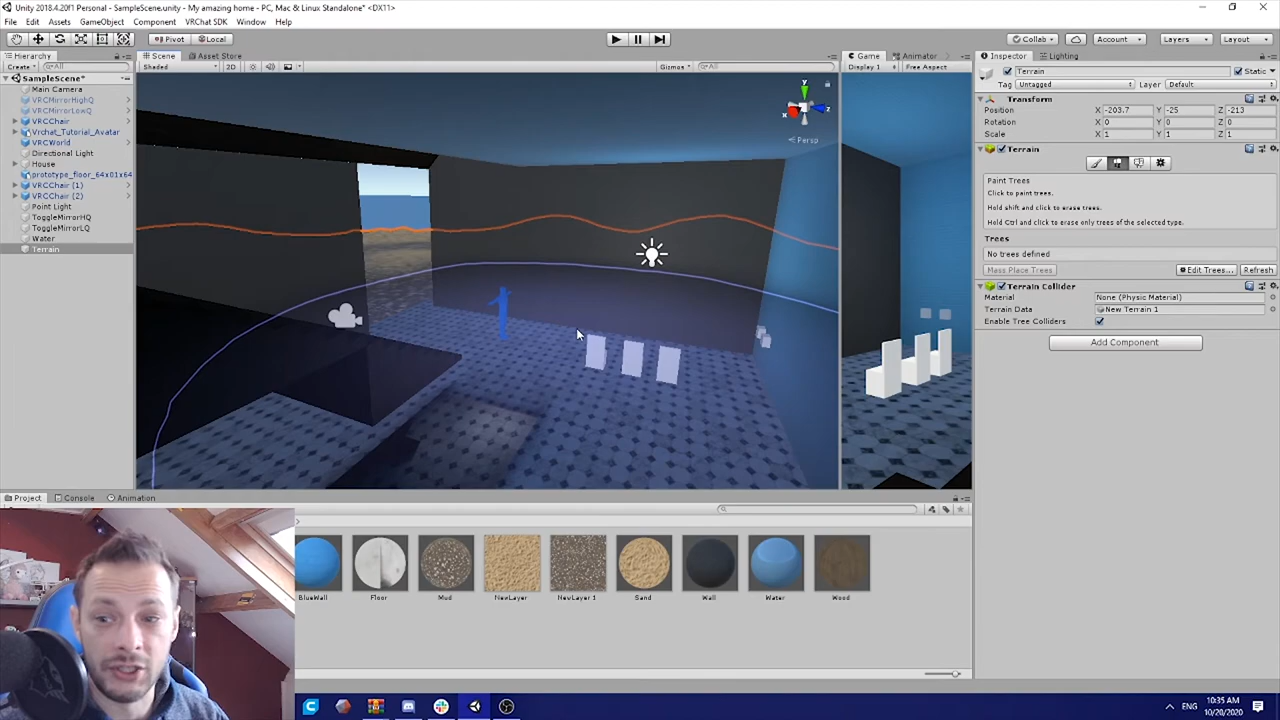 Unity 2018.4.20f1 Personal - SampleScene.unity - My amazing home - PC, Mac & Linux Standalone* <DX11>
File Edit Assets GameObject Component VRChat SDK Window Help
Pivot Local Collab Account Layers Layout
Hierarchy Scene Asset Store Game Animator Inspector Lighting
Create All Shaded 2D Gizmos All Display 1 Free Aspect Terrain Static
SampleScene* Tag Untagged Layer Default
Main Camera
VRCMirrorHighQ
VRCMirrorLowQ
VRCChair
Vrchat_Tutorial_Avatar
VRCWorld
Directional Light
House
prototype_floor_64x01x64
VRCChair (1)
VRCChair (2)
Point Light
ToggleMirrorHQ
ToggleMirrorLQ
Water
Terrain
y
x
z
Persp
Transform
Position X -203.7 Y -25 Z -213
Rotation X 0 Y 0 Z 0
Scale X 1 Y 1 Z 1
Terrain
Paint Trees
Click to paint trees.
Hold shift and click to erase trees.
Hold Ctrl and click to erase only trees of the selected type.
Trees
No trees defined
Mass Place Trees Edit Trees... Refresh
Terrain Collider
Material None (Physic Material)
Terrain Data New Terrain 1
Enable Tree Colliders
Add Component
Project Console Animation
BlueWall Floor Mud NewLayer NewLayer 1 Sand Wall Water Wood
ENG
10:35 AM
10/20/2020